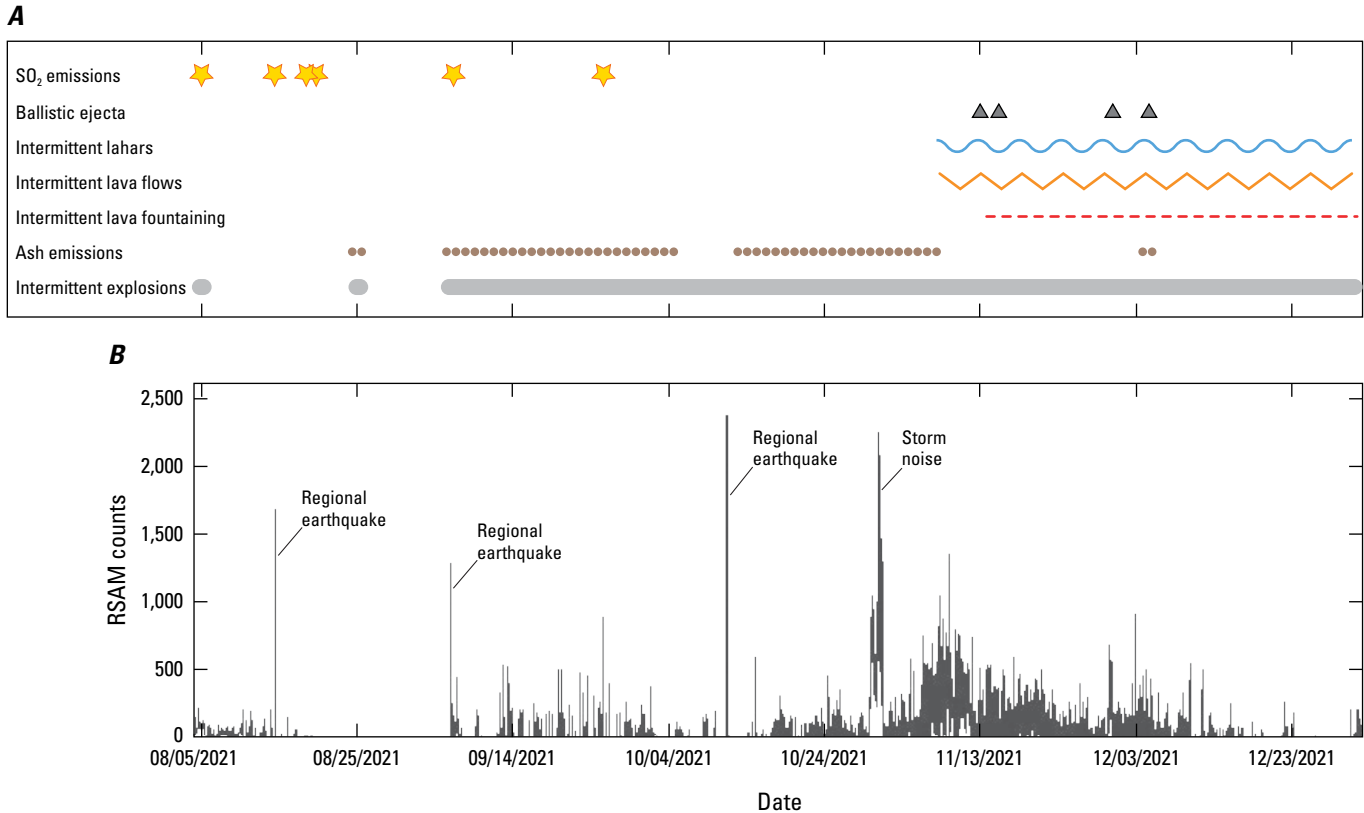 A
SO₂ emissions
Ballistic ejecta
Intermittent lahars
Intermittent lava flows
Intermittent lava fountaining
Ash emissions
Intermittent explosions
B
2,500
2,000
1,500
1,000
500
0
RSAM counts
Regional
earthquake
Regional
earthquake
Regional
earthquake
Storm
noise
08/05/2021
08/25/2021
09/14/2021
10/04/2021
10/24/2021
11/13/2021
12/03/2021
12/23/2021
Date